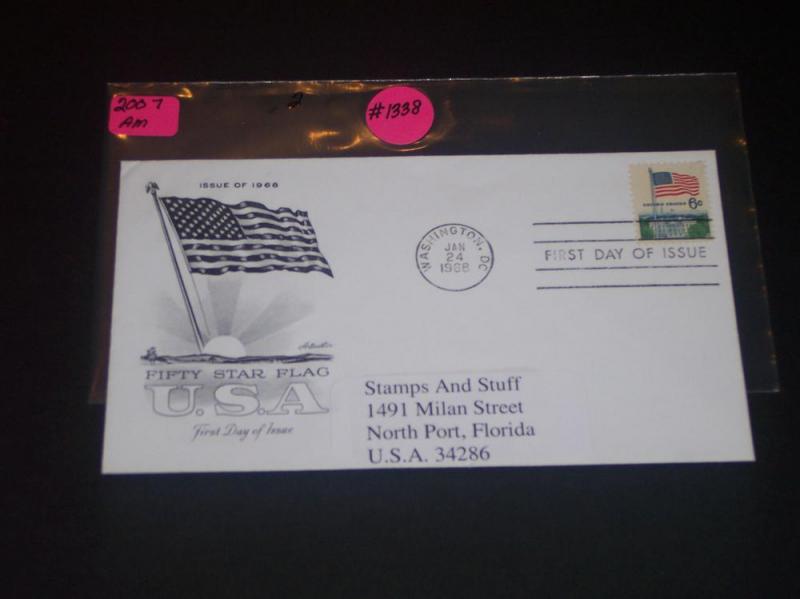 2007
Am
2
#1338
ISSUE OF 1968
6c
WASHINGTON, DC
JAN
24
1968
FIRST DAY OF ISSUE
FIFTY STAR FLAG
U.S.A
First Day of Issue
Stamps And Stuff
1491 Milan Street
North Port, Florida
U.S.A. 34286